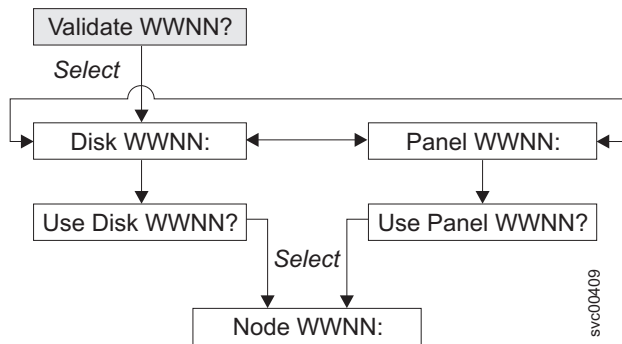 Validate WWNN?
Select
Disk WWNN:
Panel WWNN:
Use Disk WWNN?
Use Panel WWNN?
Select
Node WWNN:
svc00409